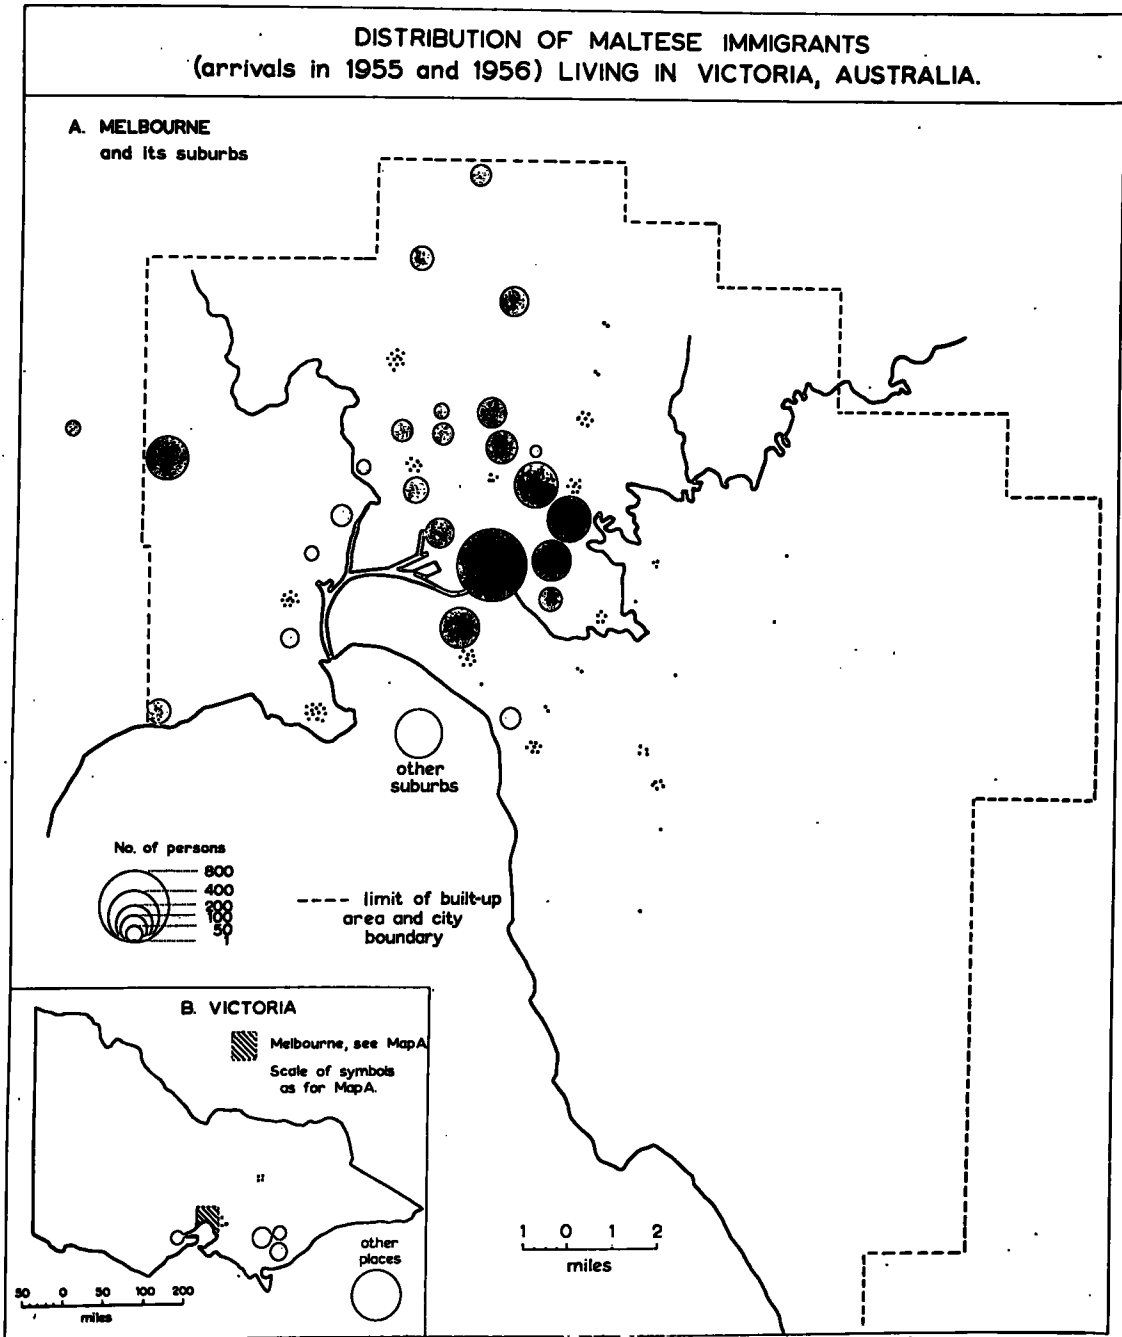 DISTRIBUTION OF MALTESE IMMIGRANTS
(arrivals in 1955 and 1956) LIVING IN VICTORIA, AUSTRALIA.
A. MELBOURNE
and its suburbs
other
suburbs
No. of persons
800
400
200
100
50
1
limit of built-up
area and city
boundary
B. VICTORIA
Melbourne, see Map A
Scale of symbols
as for Map A.
other
places
50 0 50 100 200
miles
1 0 1 2
miles